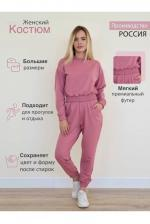 Женский
Костюм
Производство
РОССИЯ
Большие
размеры
Мягкий
премиальный
футер
Подходит
для прогулок
и отдыха
Сохраняет
цвет и форму
после стирок